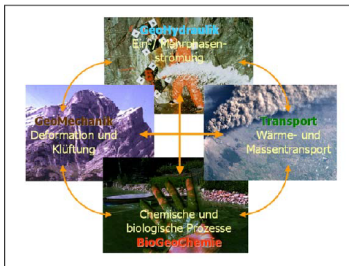 GeoHydraulik
Ein-/ Mehrphasen-
strömung
GeoMechanik
Deformation und
Klüftung
Transport
Wärme- und
Massentransport
Chemische und
biologische Prozesse
BioGeoChemie